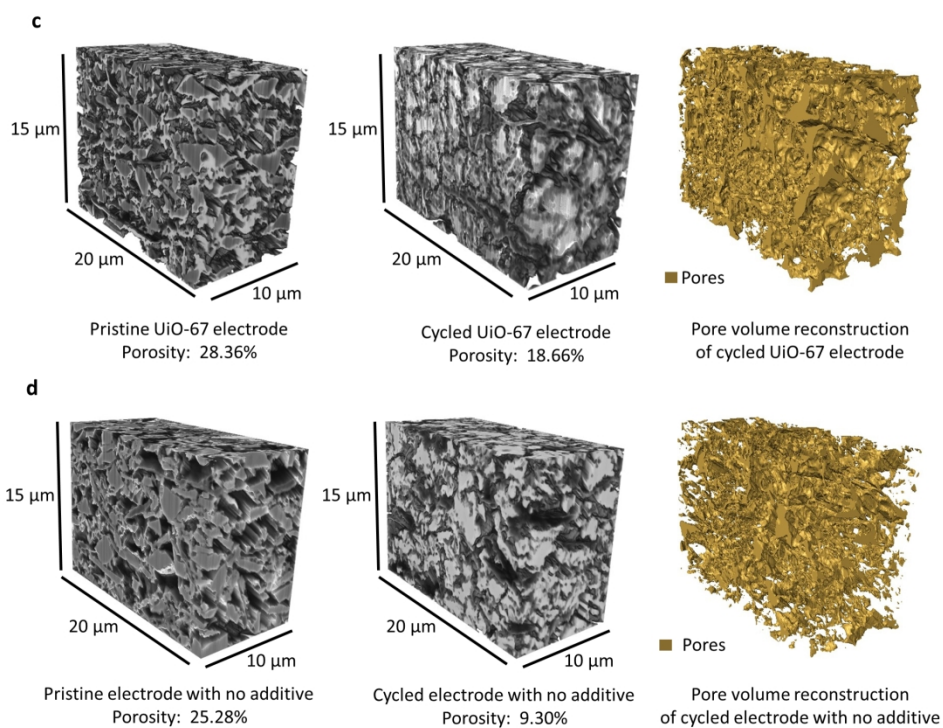 c
15 μm
20 μm
10 μm
Pristine UiO-67 electrode
Porosity: 28.36%
15 μm
20 μm
10 μm
Cycled UiO-67 electrode
Porosity: 18.66%
Pores
Pore volume reconstruction
of cycled UiO-67 electrode
d
15 μm
20 μm
10 μm
Pristine electrode with no additive
Porosity: 25.28%
15 μm
20 μm
10 μm
Cycled electrode with no additive
Porosity: 9.30%
Pores
Pore volume reconstruction
of cycled electrode with no additive